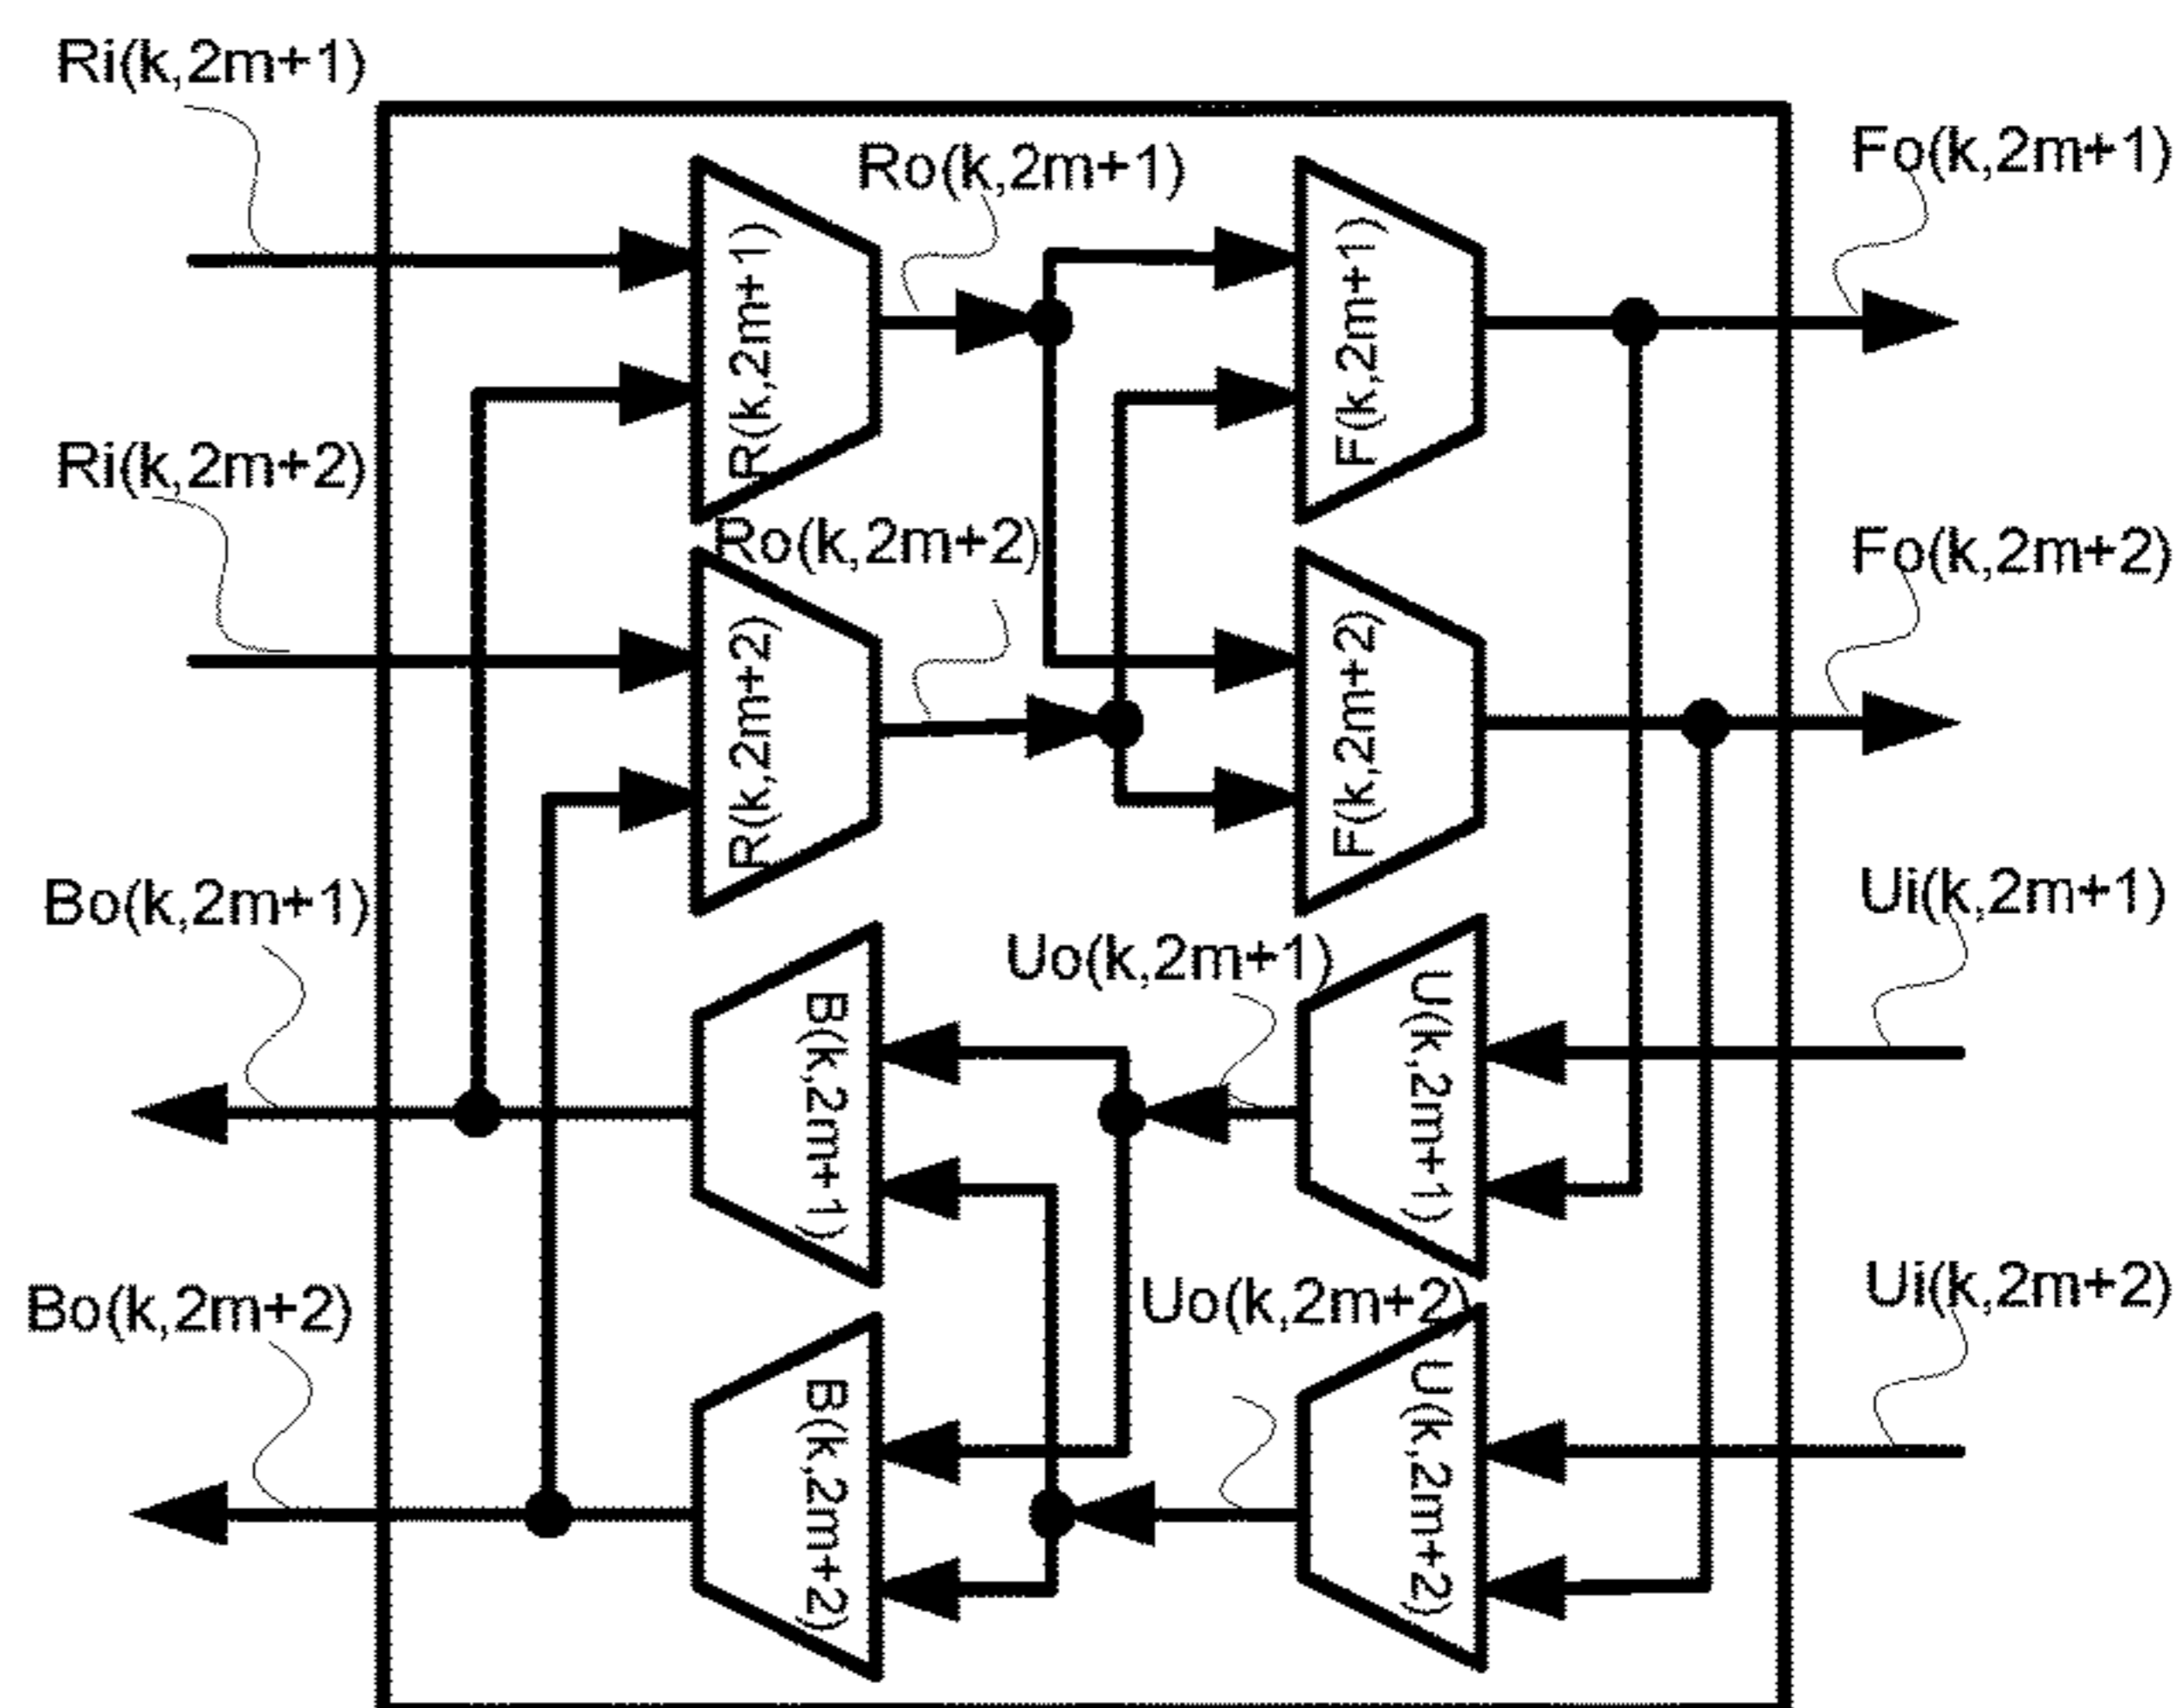 Ri(k,2m+1)
Ro(k,2m+1)
Fo(k,2m+1)
R(k,2m+1)
F(k,2m+1)
Ri(k,2m+2)
Ro(k,2m+2)
Fo(k,2m+2)
R(k,2m+2)
F(k,2m+2)
Bo(k,2m+1)
Uo(k,2m+1)
Ui(k,2m+1)
B(k,2m+1)
U(k,2m+1)
Bo(k,2m+2)
Uo(k,2m+2)
Ui(k,2m+2)
B(k,2m+2)
U(k,2m+2)